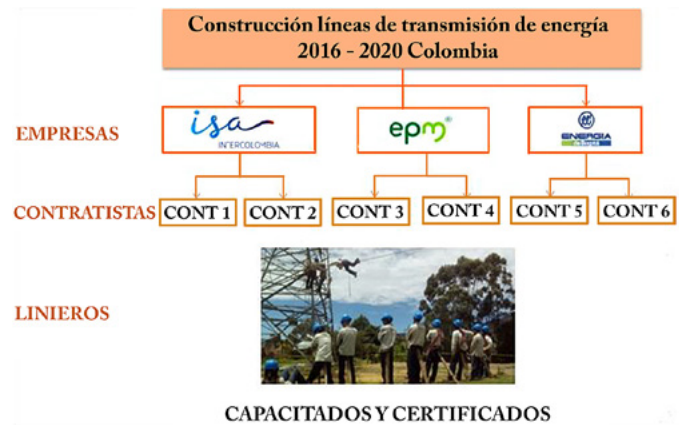 Construcción líneas de transmisión de energía
2016 - 2020 Colombia
EMPRESAS
isa
INTERCOLOMBIA
epm®
ENERGIA
de Bogotá
CONTRATISTAS
CONT 1
CONT 2
CONT 3
CONT 4
CONT 5
CONT 6
LINIEROS
CAPACITADOS Y CERTIFICADOS